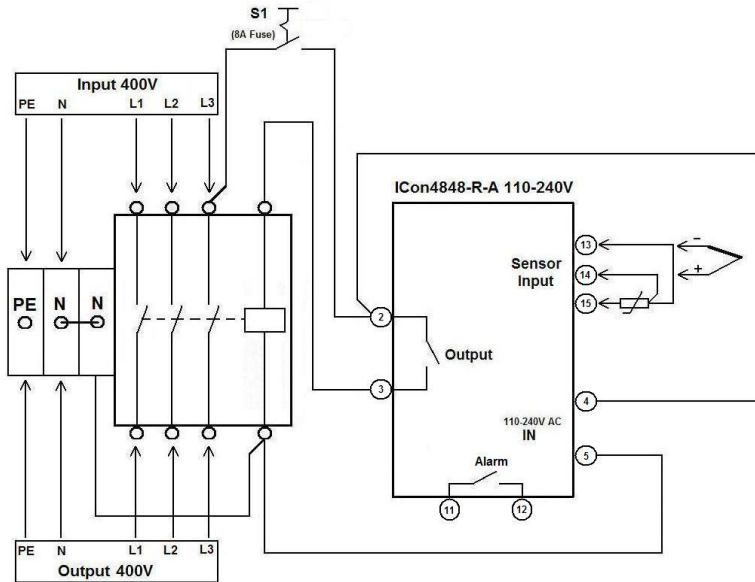 S1
(8A Fuse)
Input 400V
PE N L1 L2 L3
ICon4848-R-A 110-240V
13
Sensor
Input
14
15
PE N N
2
Output
3
4
110-240V AC
IN
5
Alarm
11 12
PE N L1 L2 L3
Output 400V
- 
+